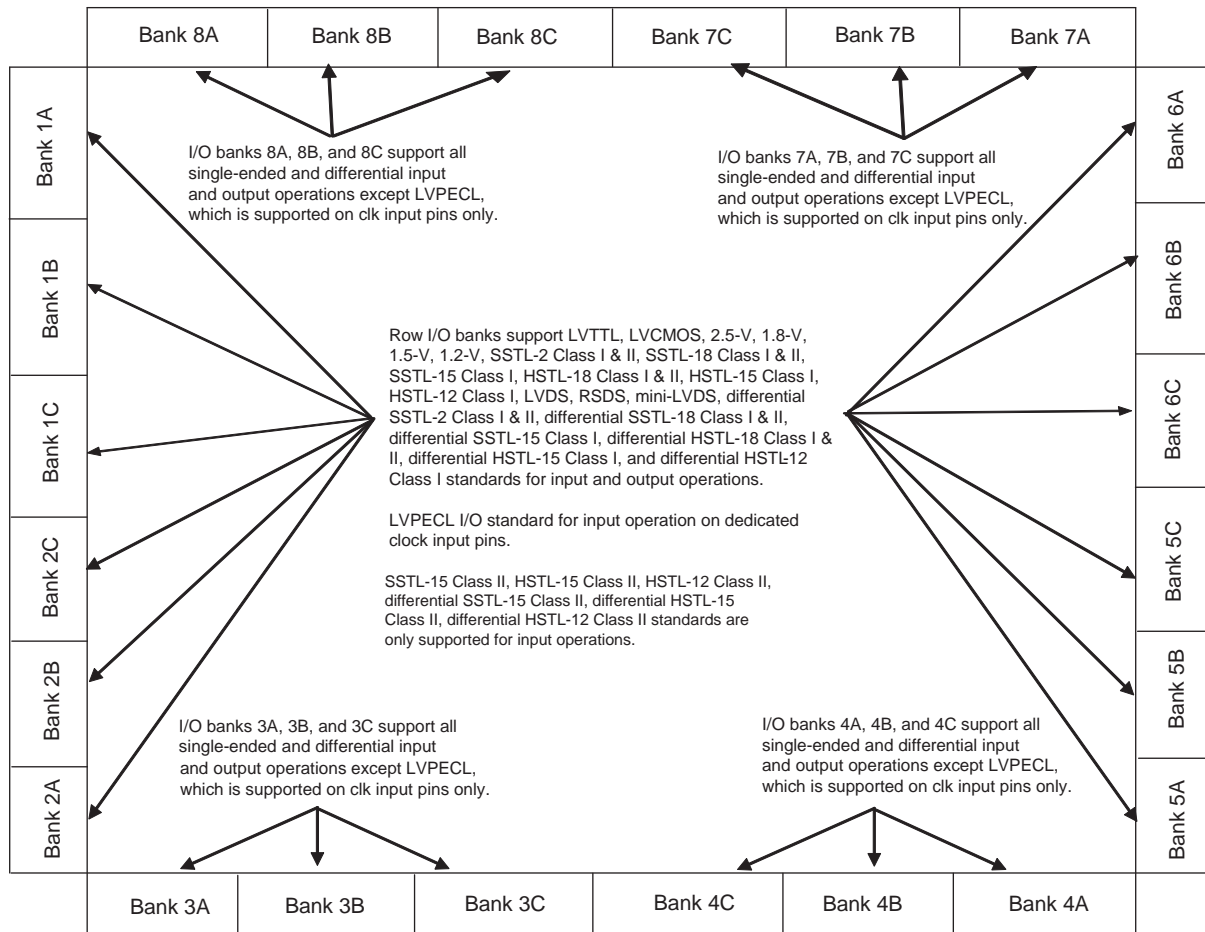 Bank 8A
Bank 8B
Bank 8C
Bank 7C
Bank 7B
Bank 7A
Bank 1A
Bank 1B
Bank 1C
Bank 2C
Bank 2B
Bank 2A
I/O banks 8A, 8B, and 8C support all
single-ended and differential input
and output operations except LVPECL,
which is supported on clk input pins only.
I/O banks 7A, 7B, and 7C support all
single-ended and differential input
and output operations except LVPECL,
which is supported on clk input pins only.
Row I/O banks support LVTTL, LVCMOS, 2.5-V, 1.8-V,
1.5-V, 1.2-V, SSTL-2 Class I & II, SSTL-18 Class I & II,
SSTL-15 Class I, HSTL-18 Class I & II, HSTL-15 Class I,
HSTL-12 Class I, LVDS, RSDS, mini-LVDS, differential
SSTL-2 Class I & II, differential SSTL-18 Class I & II,
differential SSTL-15 Class I, differential HSTL-18 Class I &
II, differential HSTL-15 Class I, and differential HSTL-12
Class I standards for input and output operations.
LVPECL I/O standard for input operation on dedicated
clock input pins.
SSTL-15 Class II, HSTL-15 Class II, HSTL-12 Class II,
differential SSTL-15 Class II, differential HSTL-15
Class II, differential HSTL-12 Class II standards are
only supported for input operations.
I/O banks 3A, 3B, and 3C support all
single-ended and differential input
and output operations except LVPECL,
which is supported on clk input pins only.
I/O banks 4A, 4B, and 4C support all
single-ended and differential input
and output operations except LVPECL,
which is supported on clk input pins only.
Bank 6A
Bank 6B
Bank 6C
Bank 5C
Bank 5B
Bank 5A
Bank 3A
Bank 3B
Bank 3C
Bank 4C
Bank 4B
Bank 4A